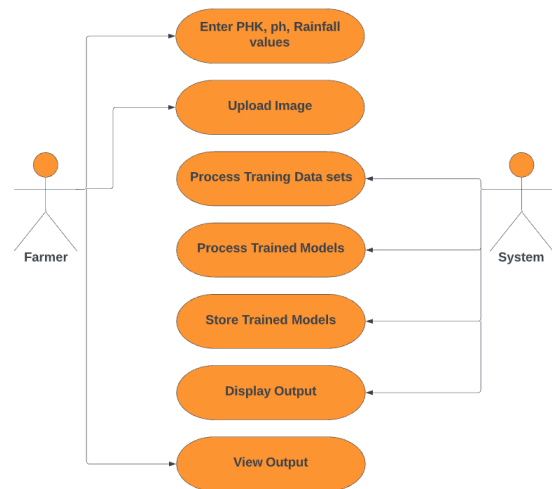 Enter PHK, ph, Rainfall
values
Upload Image
Process Traning Data sets
Farmer
Process Trained Models
System
Store Trained Models
Display Output
View Output